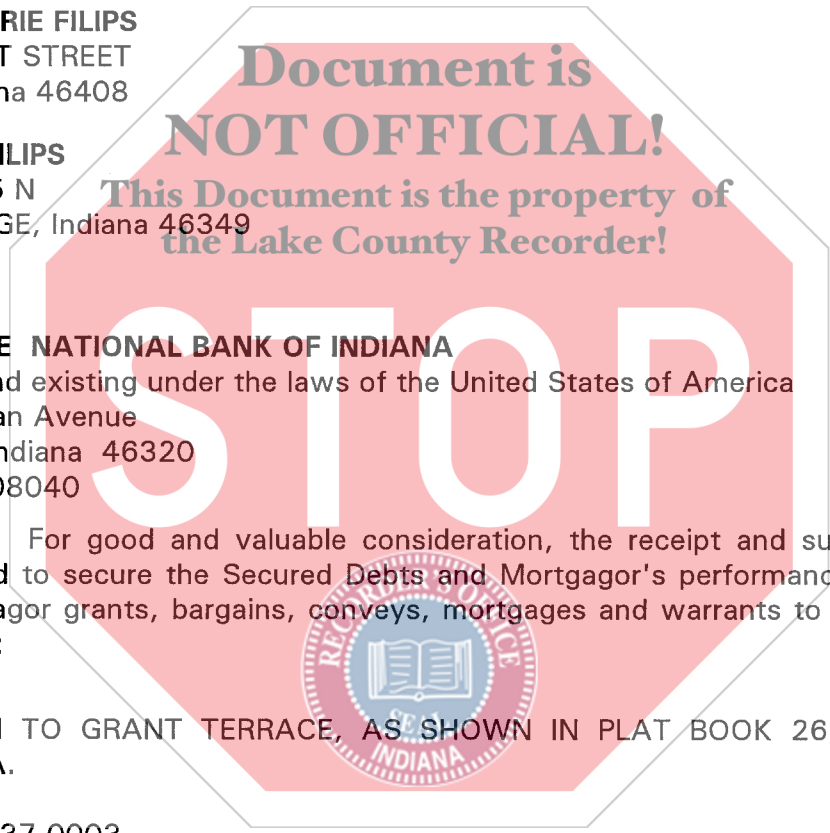 RIE FILIPS
T STREET
na 46408
ILIPS
5 N
GE, Indiana 46349
Document is
NOT OFFICIAL!
This Document is the property of
the Lake County Recorder!
STOP
E NATIONAL BANK OF INDIANA
nd existing under the laws of the United States of America
an Avenue
ndiana 46320
08040
For good and valuable consideration, the receipt and su
d to secure the Secured Debts and Mortgagor's performanc
agor grants, bargains, conveys, mortgages and warrants to
:
RECORDER'S OFFICE
SEAL
INDIANA
N TO GRANT TERRACE, AS SHOWN IN PLAT BOOK 26
A.
37-0003